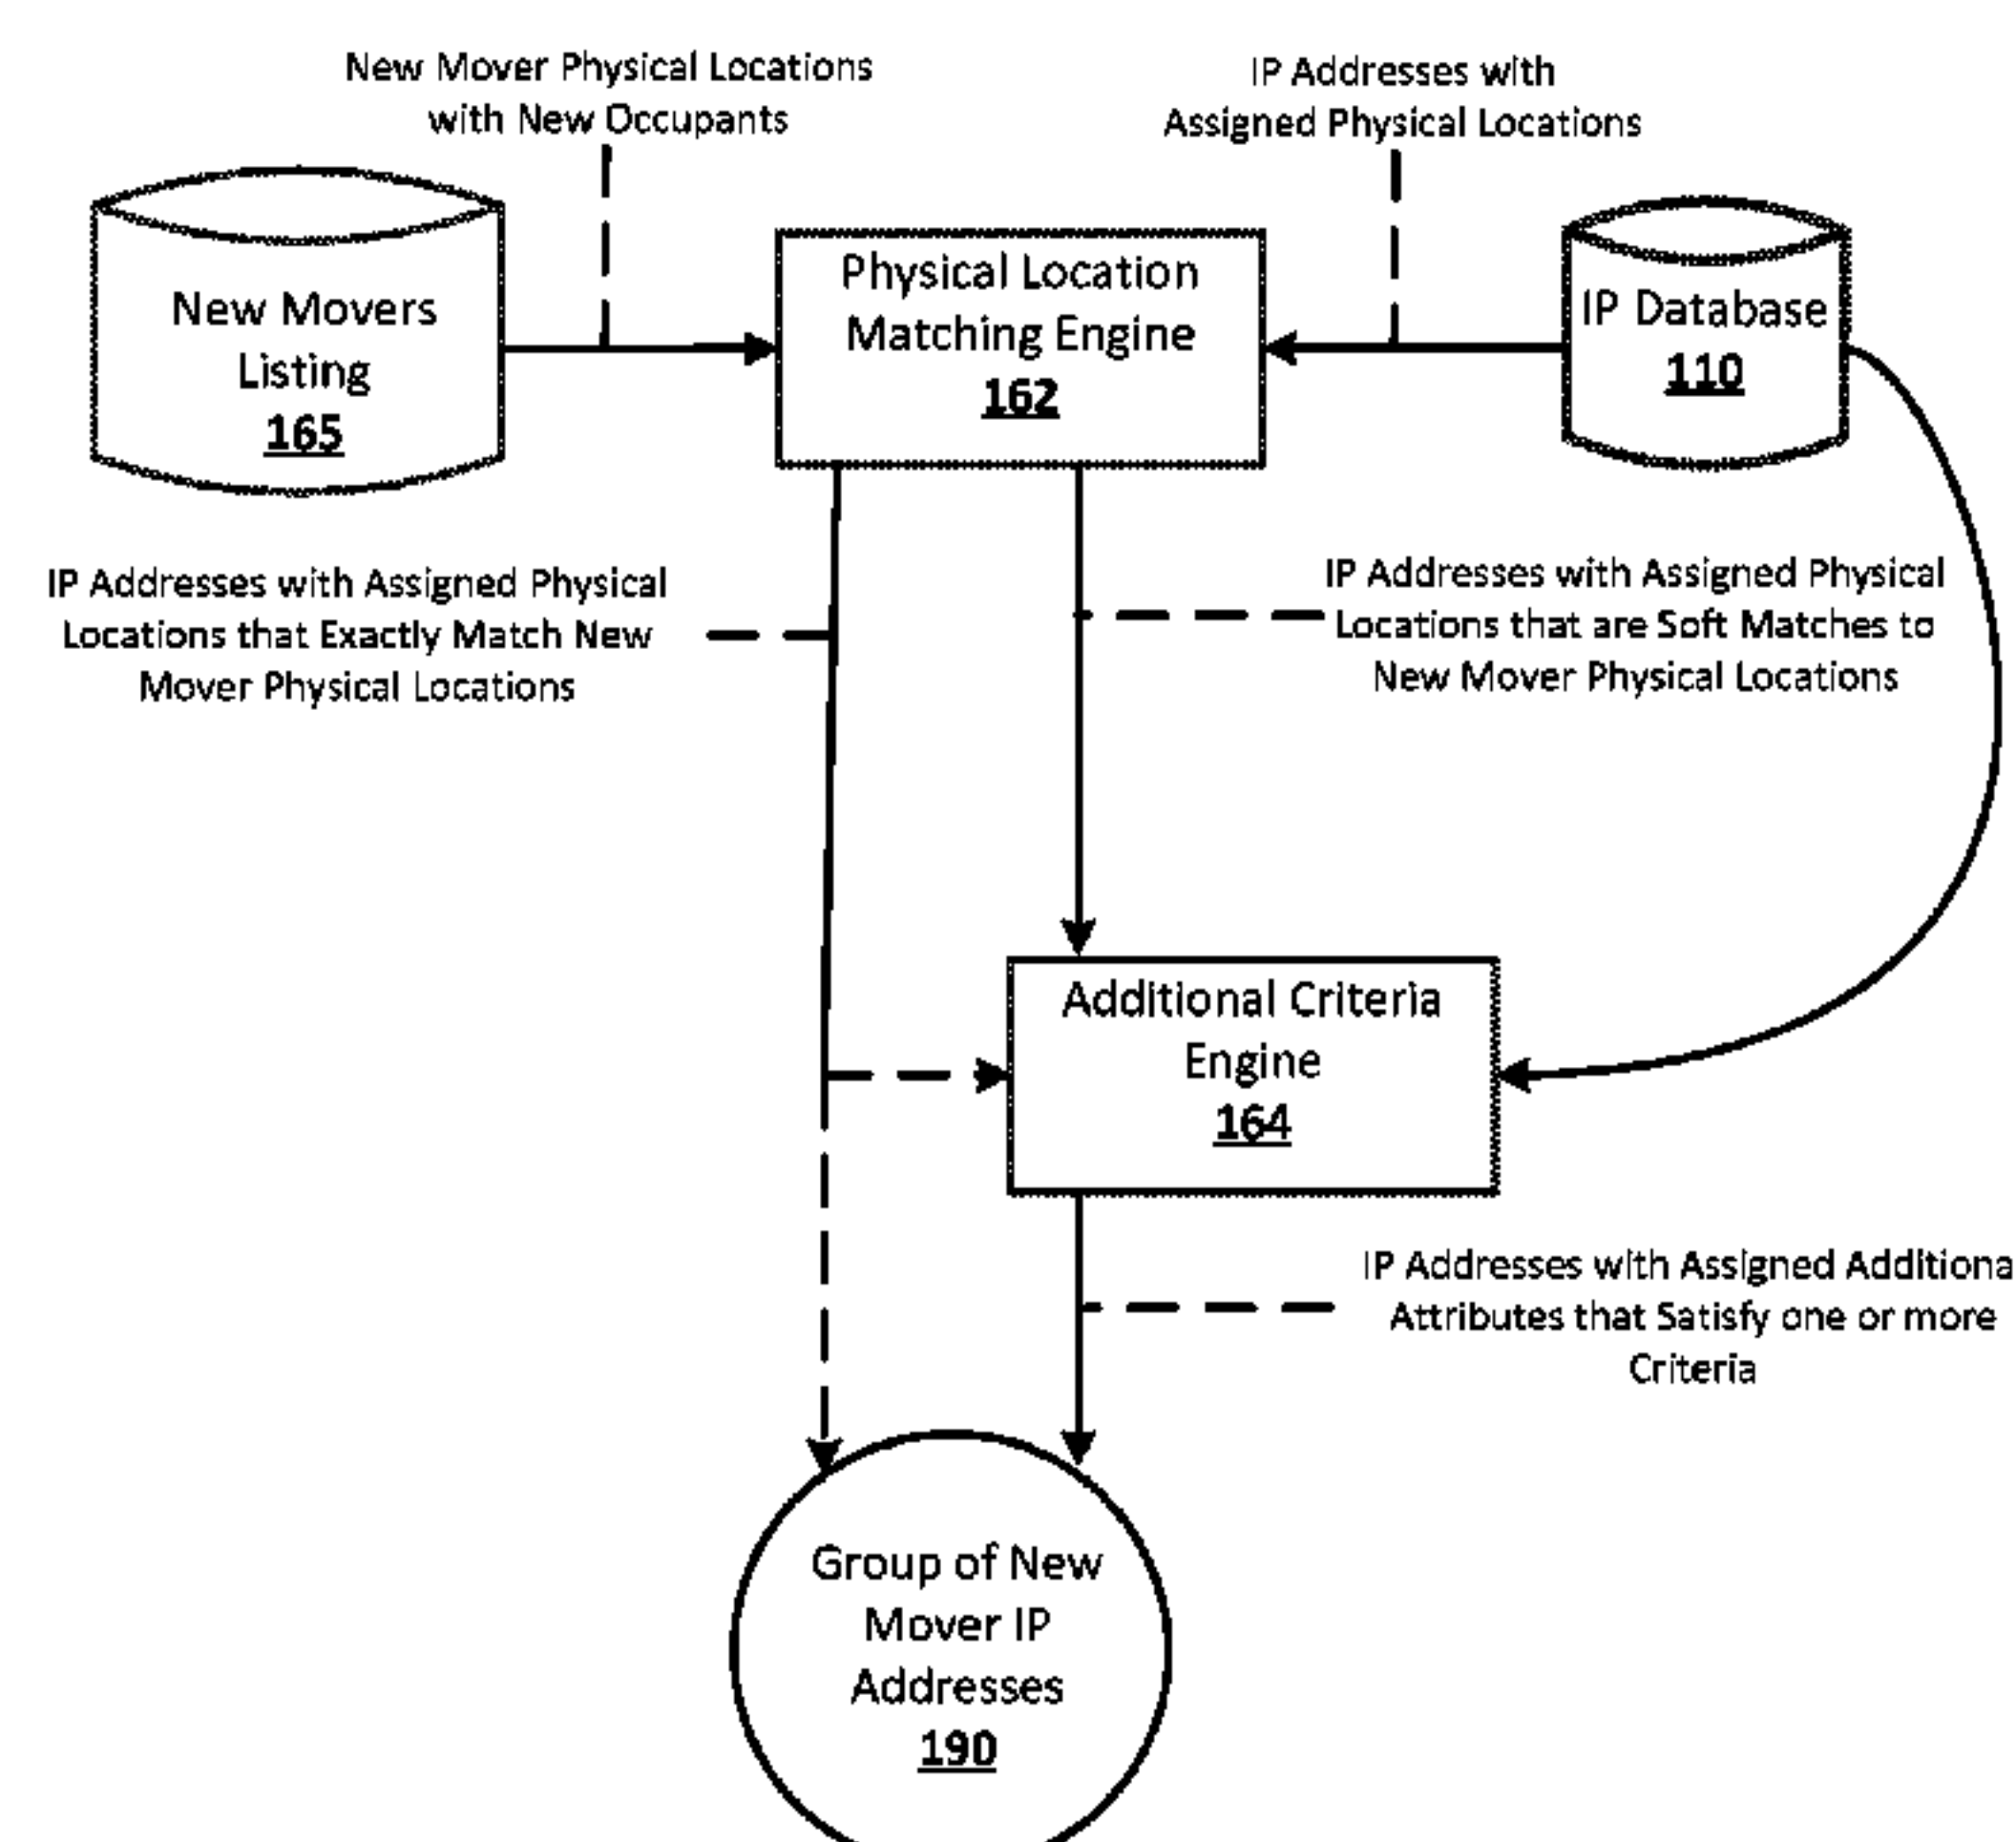 New Mover Physical Locations
with New Occupants
IP Addresses with
Assigned Physical Locations
New Movers
Listing
165
Physical Location
Matching Engine
162
IP Database
110
IP Addresses with Assigned Physical
Locations that Exactly Match New
Mover Physical Locations
IP Addresses with Assigned Physical
Locations that are Soft Matches to
New Mover Physical Locations
Additional Criteria
Engine
164
IP Addresses with Assigned Additiona
Attributes that Satisfy one or more
Criteria
Group of New
Mover IP
Addresses
190